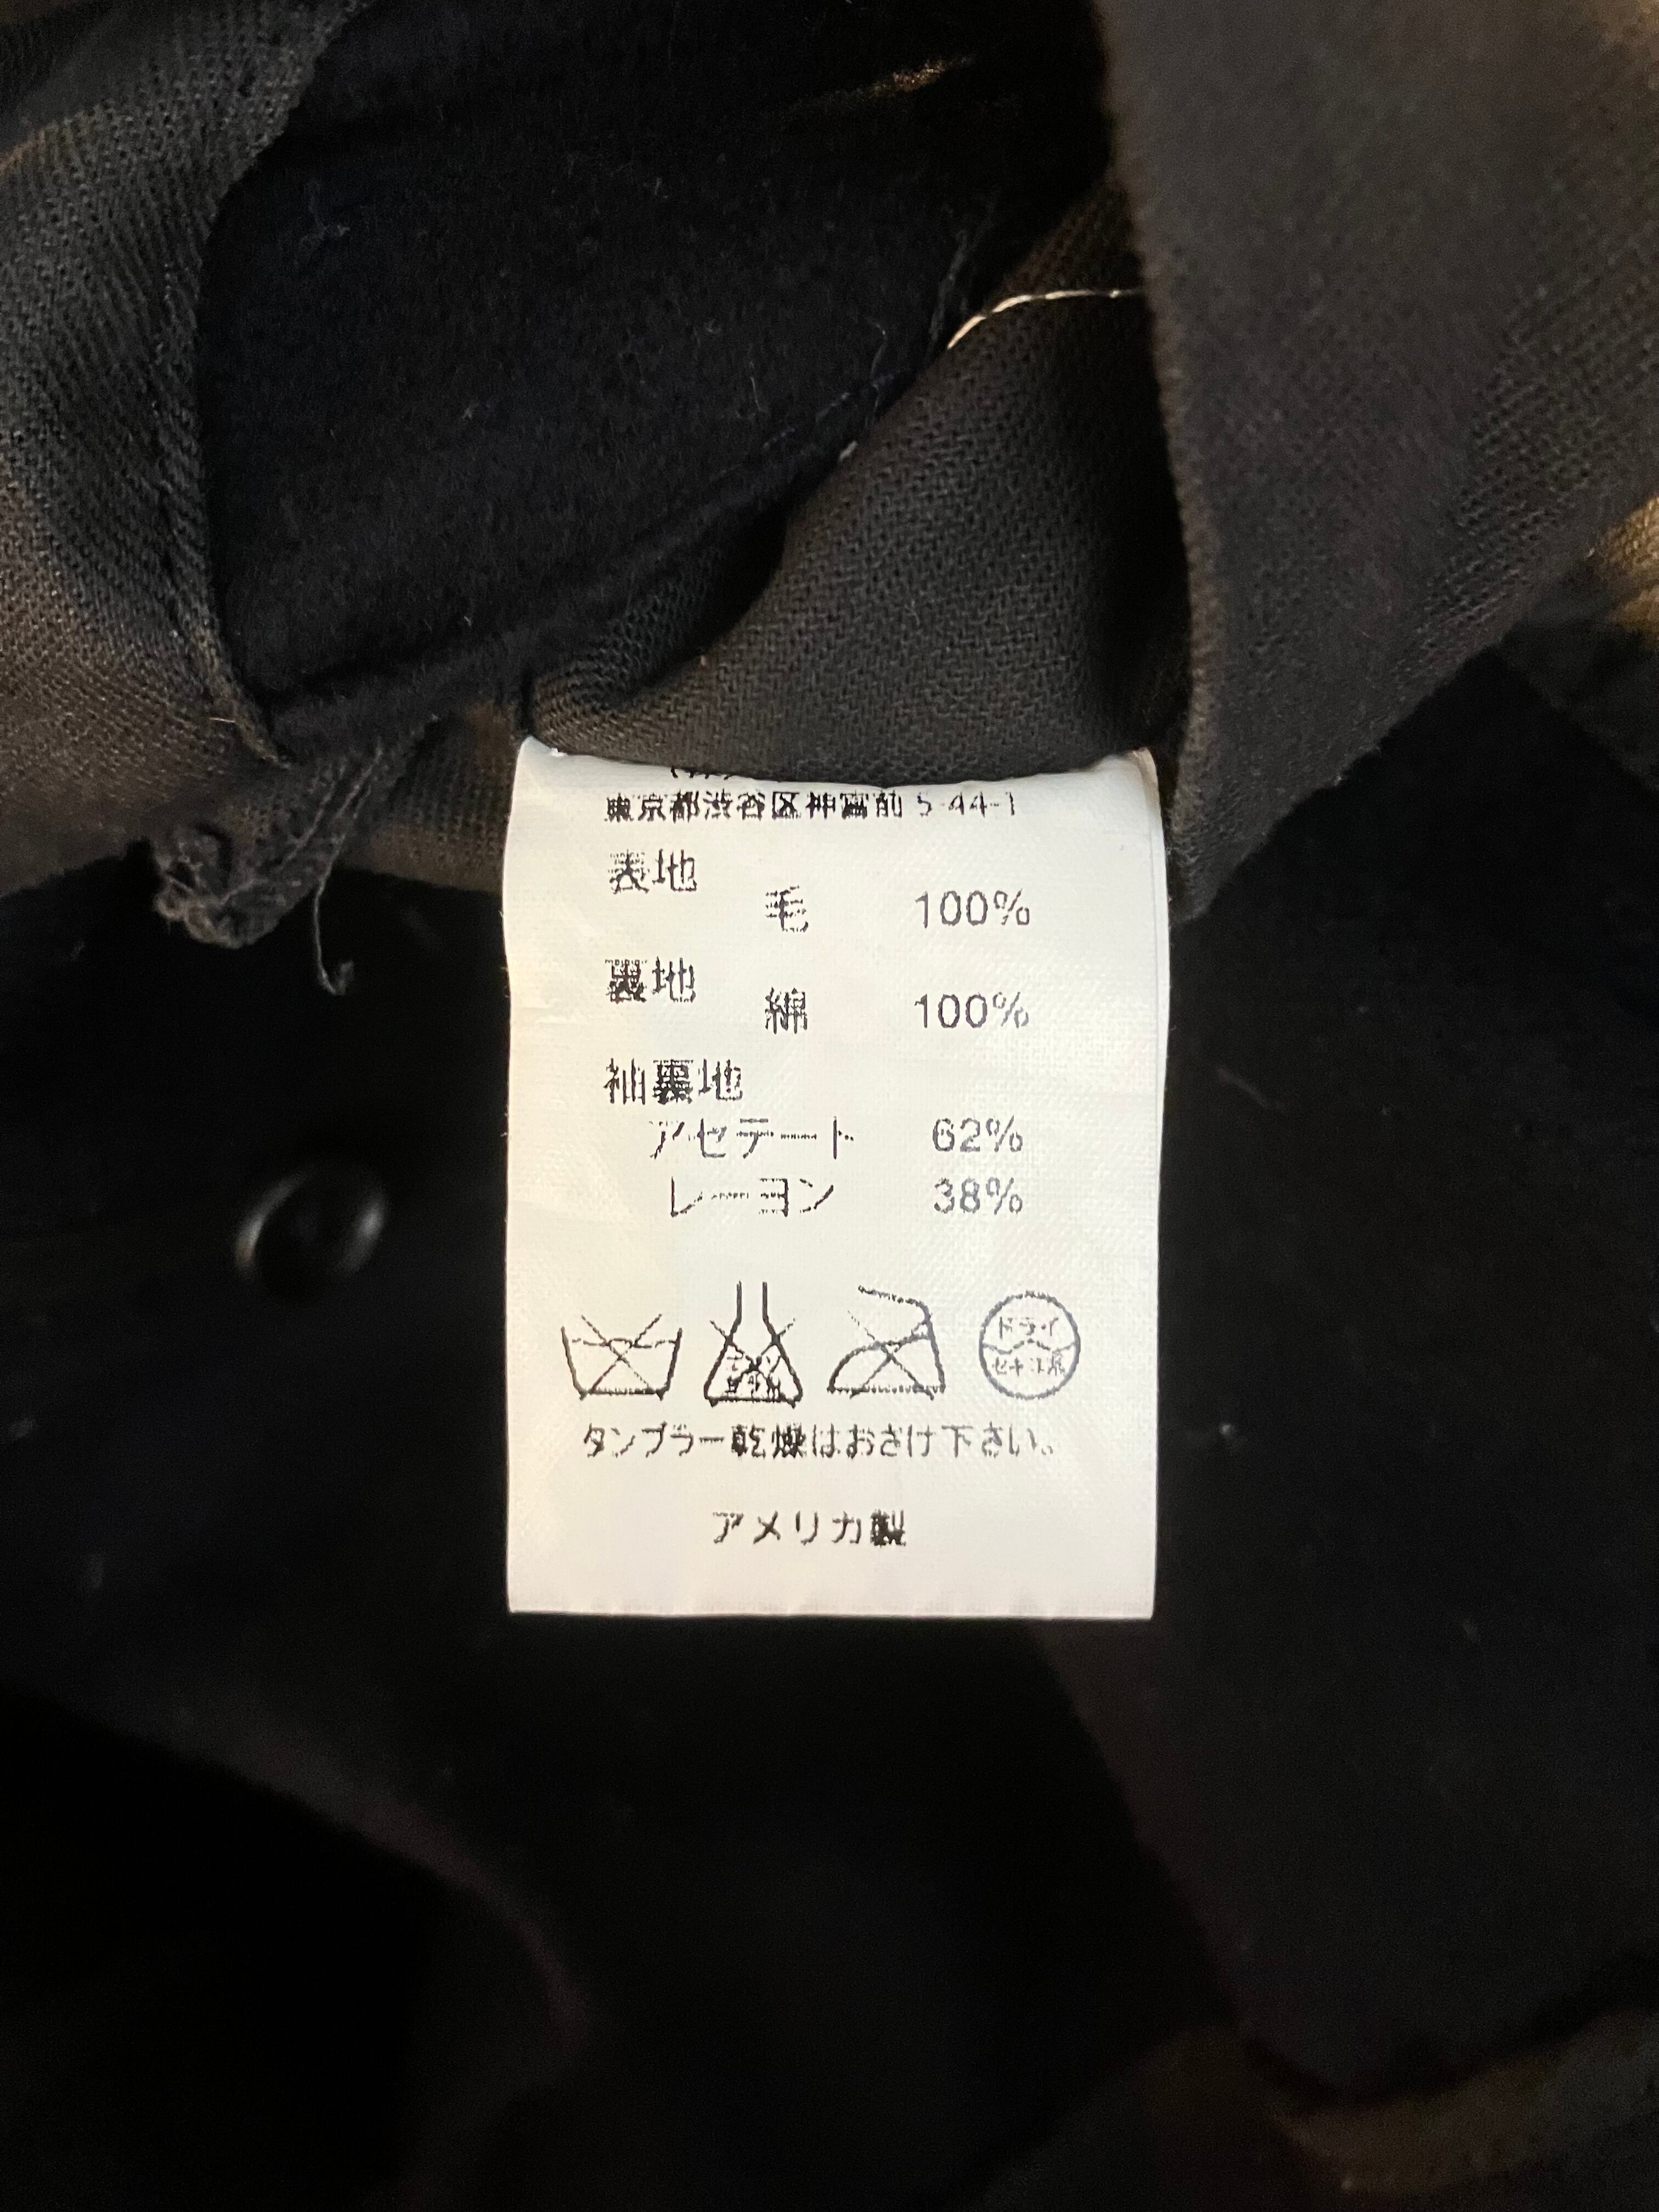 東京都渋谷区神宮前 5-44-1
表地
毛 100%
裏地
綿 100%
袖裏地
アセテート 62%
レーヨン 38%
ドライ
セキユ系
タンブラー乾燥はおさけ下さい。
アメリカ製